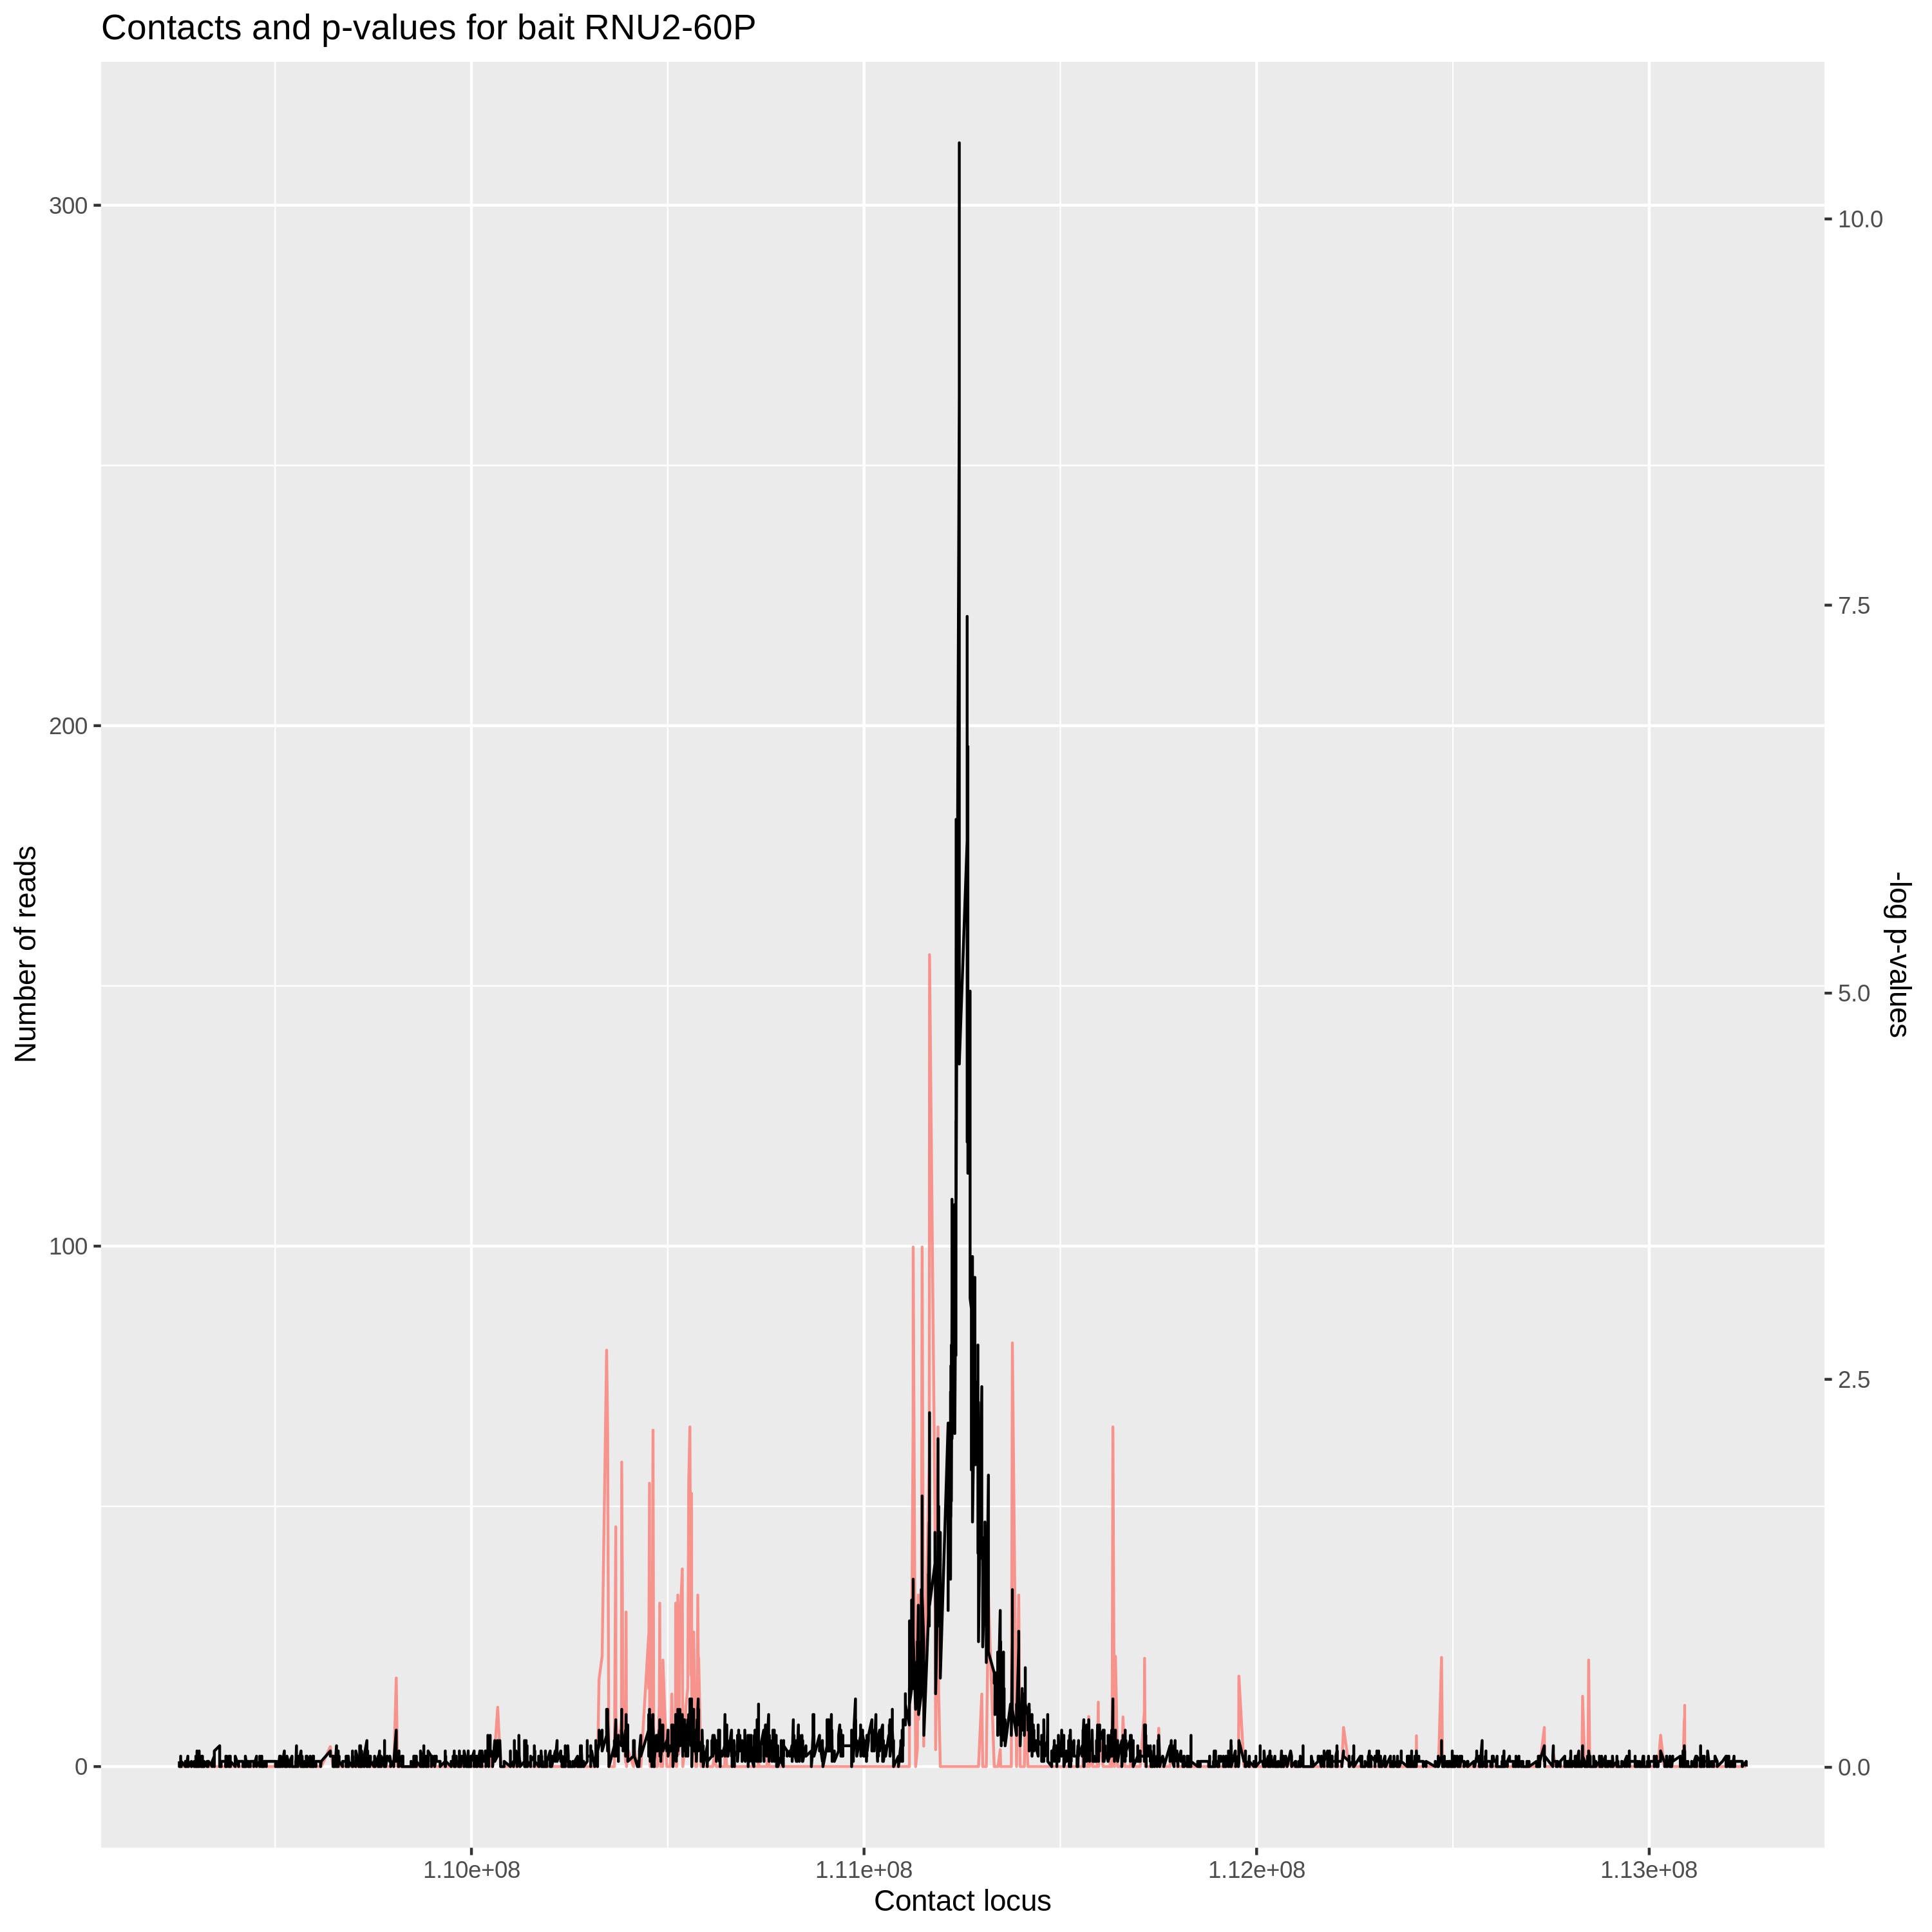 Contacts and p-values for bait RNU2-60P
300
200
100
0
10.0
7.5
5.0
2.5
0.0
Number of reads
-log p-values
1.10e+08
1.11e+08
1.12e+08
1.13e+08
Contact locus